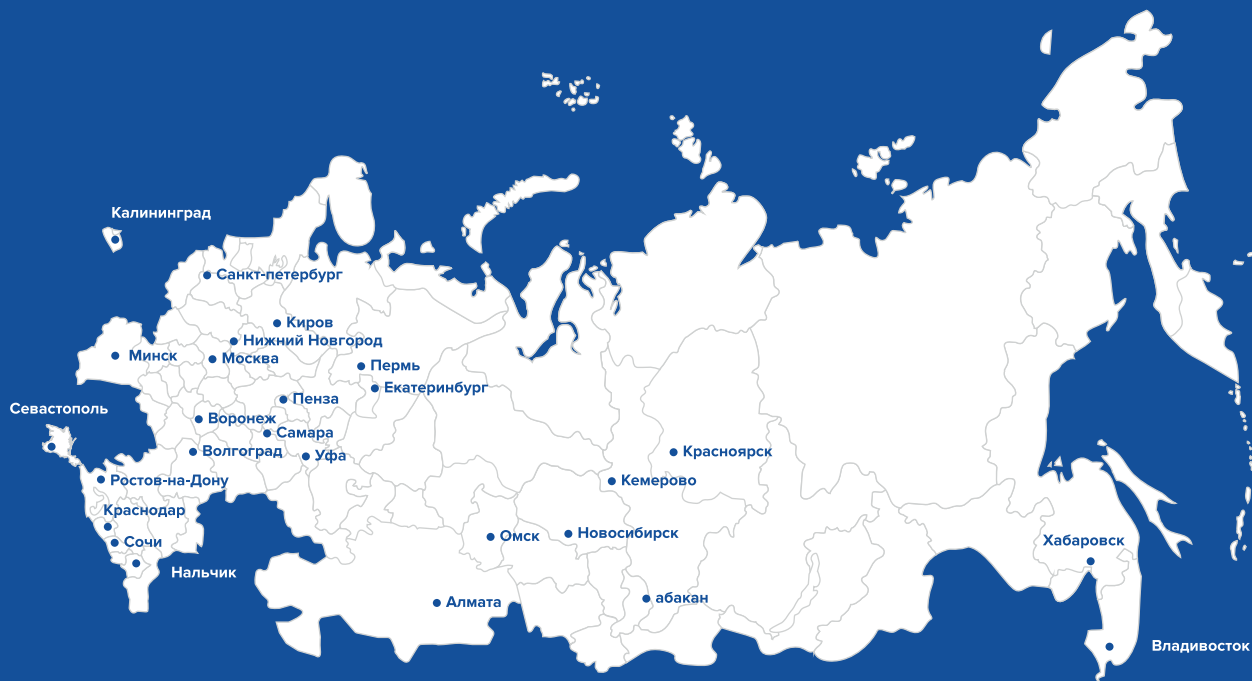 Калининград
Санкт-петербург
Киров
Нижний Новгород
Минск
Москва
Пермь
Екатеринбург
Пенза
Севастополь
Воронеж
Самара
Волгоград
Уфа
Красноярск
Ростов-на-Дону
Кемерово
Краснодар
Омск
Новосибирск
Сочи
Хабаровск
Нальчик
абакан
Алмата
Владивосток